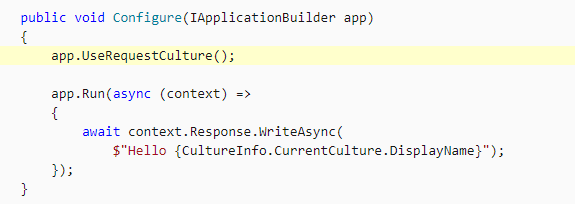 public void Configure(IApplicationBuilder app)
{
    app.UseRequestCulture();

    app.Run(async (context) =>
    {
        await context.Response.WriteAsync(
            $"Hello {CultureInfo.CurrentCulture.DisplayName}");
    });
}